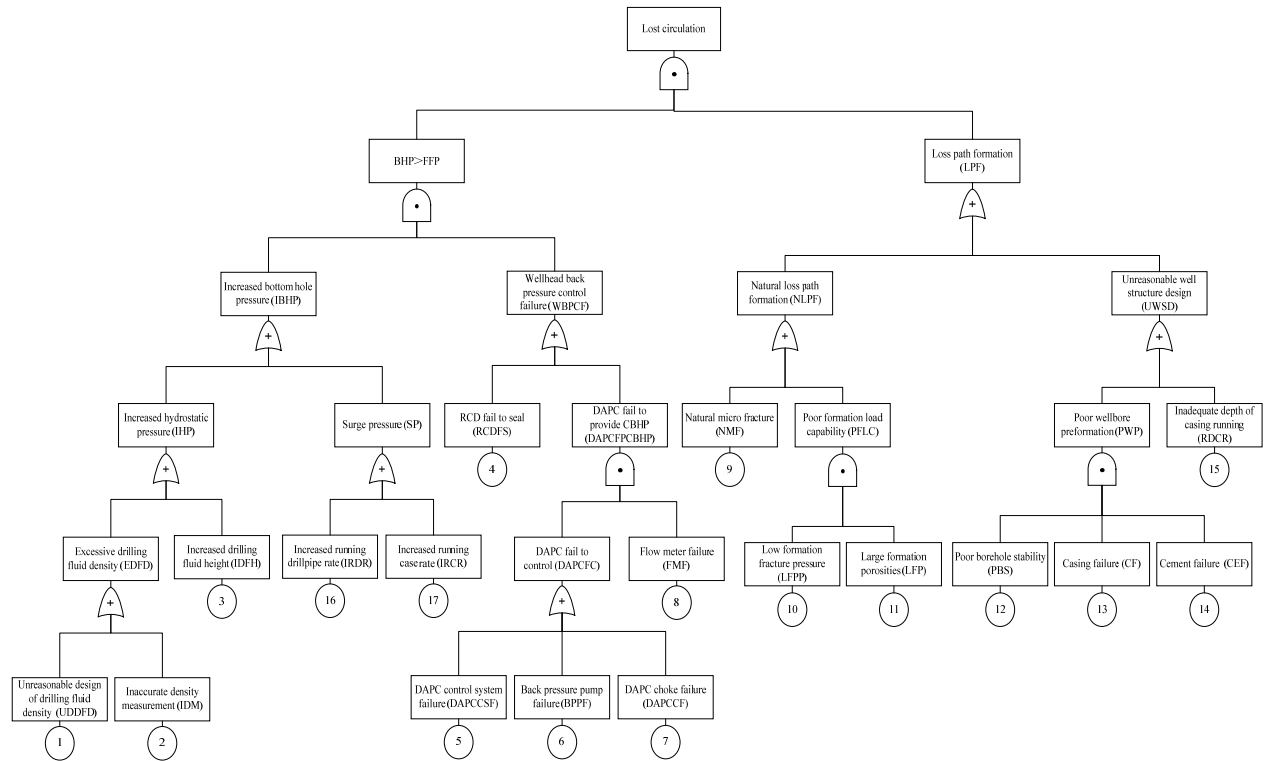 Lost circulation
BHP>FFP
Loss path formation
(LPF)
+
Increased bottom hole
pressure (IBHP)
Wellhead back
pressure control
failure (WBPCF)
Natural loss path
formation (NLPF)
Unreasonable well
structure design
(UWSD)
+
+
+
+
Increased hydrostatic
pressure (IHP)
Surge pressure (SP)
RCD fail to seal
(RCDFS)
DAPC fail to
provide CBHP
(DAPCFPCBHP)
Natural micro fracture
(NMF)
Poor formation load
capability (PFLC)
Poor wellbore
preformation (PWP)
Inadequate depth of
casing running
(RDCR)
+
+
4
9
15
Excessive drilling
fluid density (EDFD)
Increased drilling
fluid height (IDFH)
Increased running
drillpipe rate (IRDR)
Increased running
case rate (IRCR)
DAPC fail to
control (DAPCFC)
Flow meter failure
(FMF)
Low formation
fracture pressure
(LFPP)
Large formation
porosities (LFP)
Poor borehole stability
(PBS)
Casing failure (CF)
Cement failure (CEF)
+
3
16
17
+
8
10
11
12
13
14
Unreasonable design
of drilling fluid
density (UDDFD)
Inaccurate density
measurement (IDM)
DAPC control system
failure (DAPCCSF)
Back pressure pump
failure (BPPF)
DAPC choke failure
(DAPCCF)
1
2
5
6
7